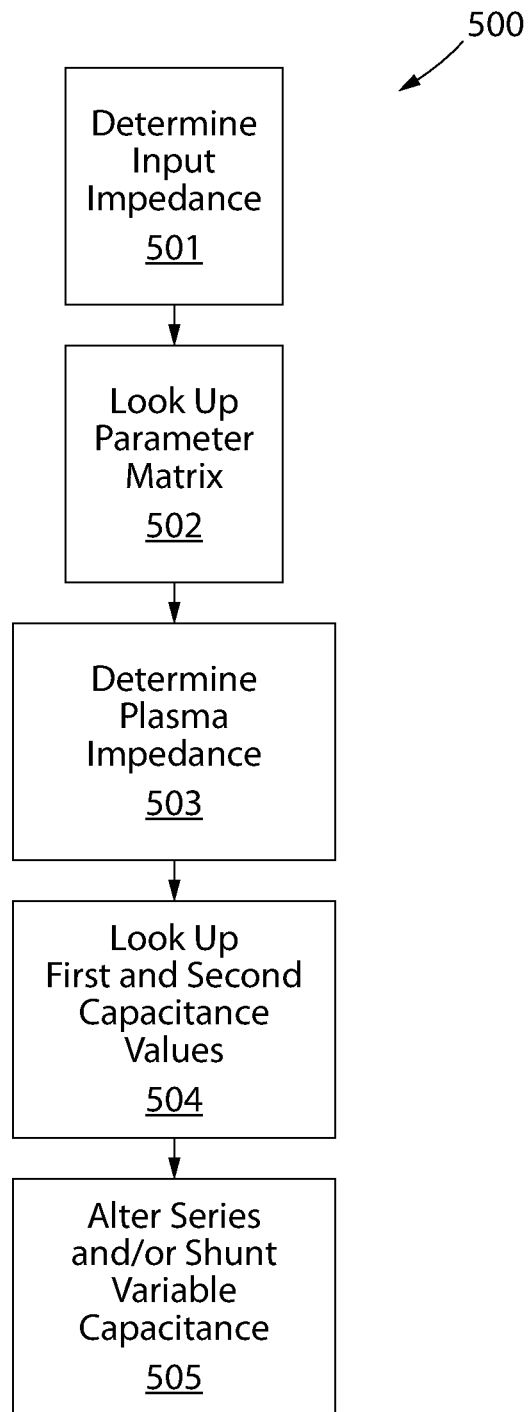 500
Determine
Input
Impedance
501
Look Up
Parameter
Matrix
502
Determine
Plasma
Impedance
503
Look Up
First and Second
Capacitance
Values
504
Alter Series
and/or Shunt
Variable
Capacitance
505